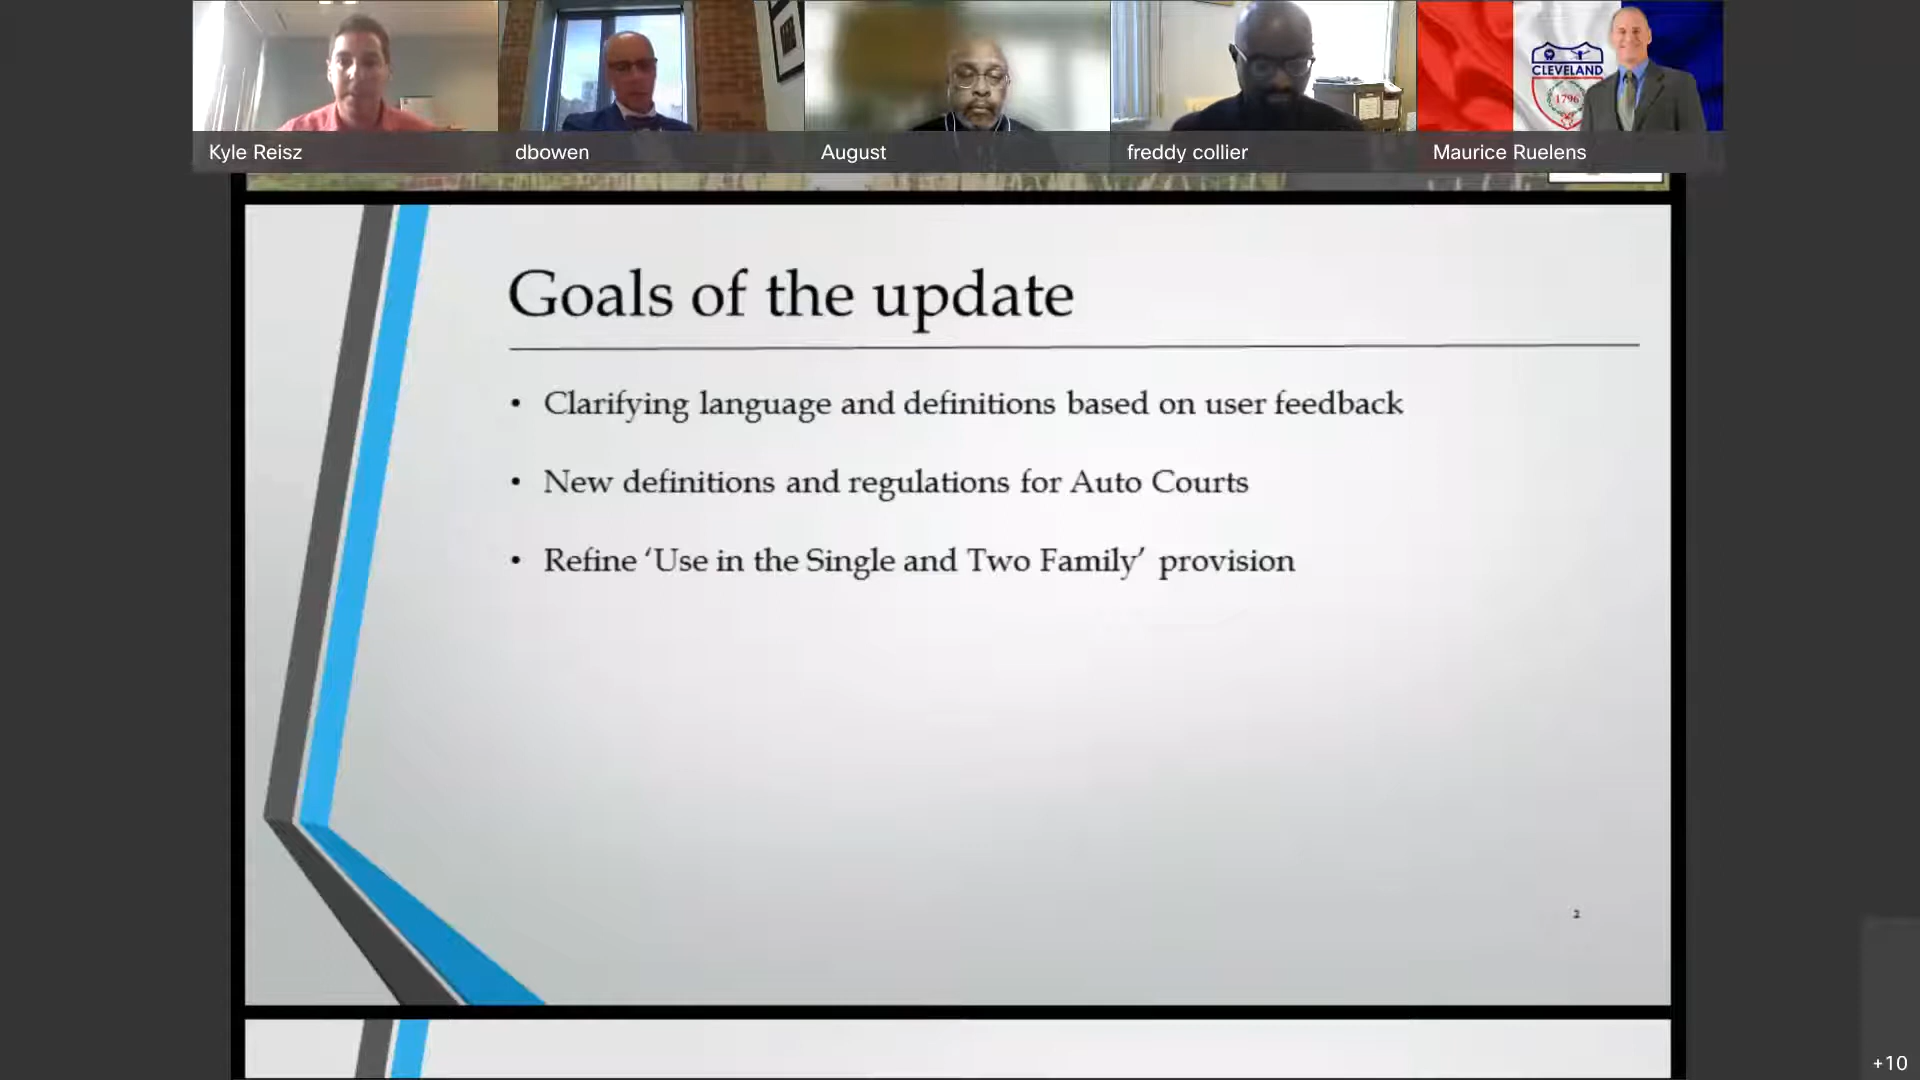 Kyle Reisz
dbowen
August
freddy collier
Maurice Ruelens
CLEVELAND
1796
Goals of the update
• Clarifying language and definitions based on user feedback
• New definitions and regulations for Auto Courts
• Refine ‘Use in the Single and Two Family’ provision
2
+10